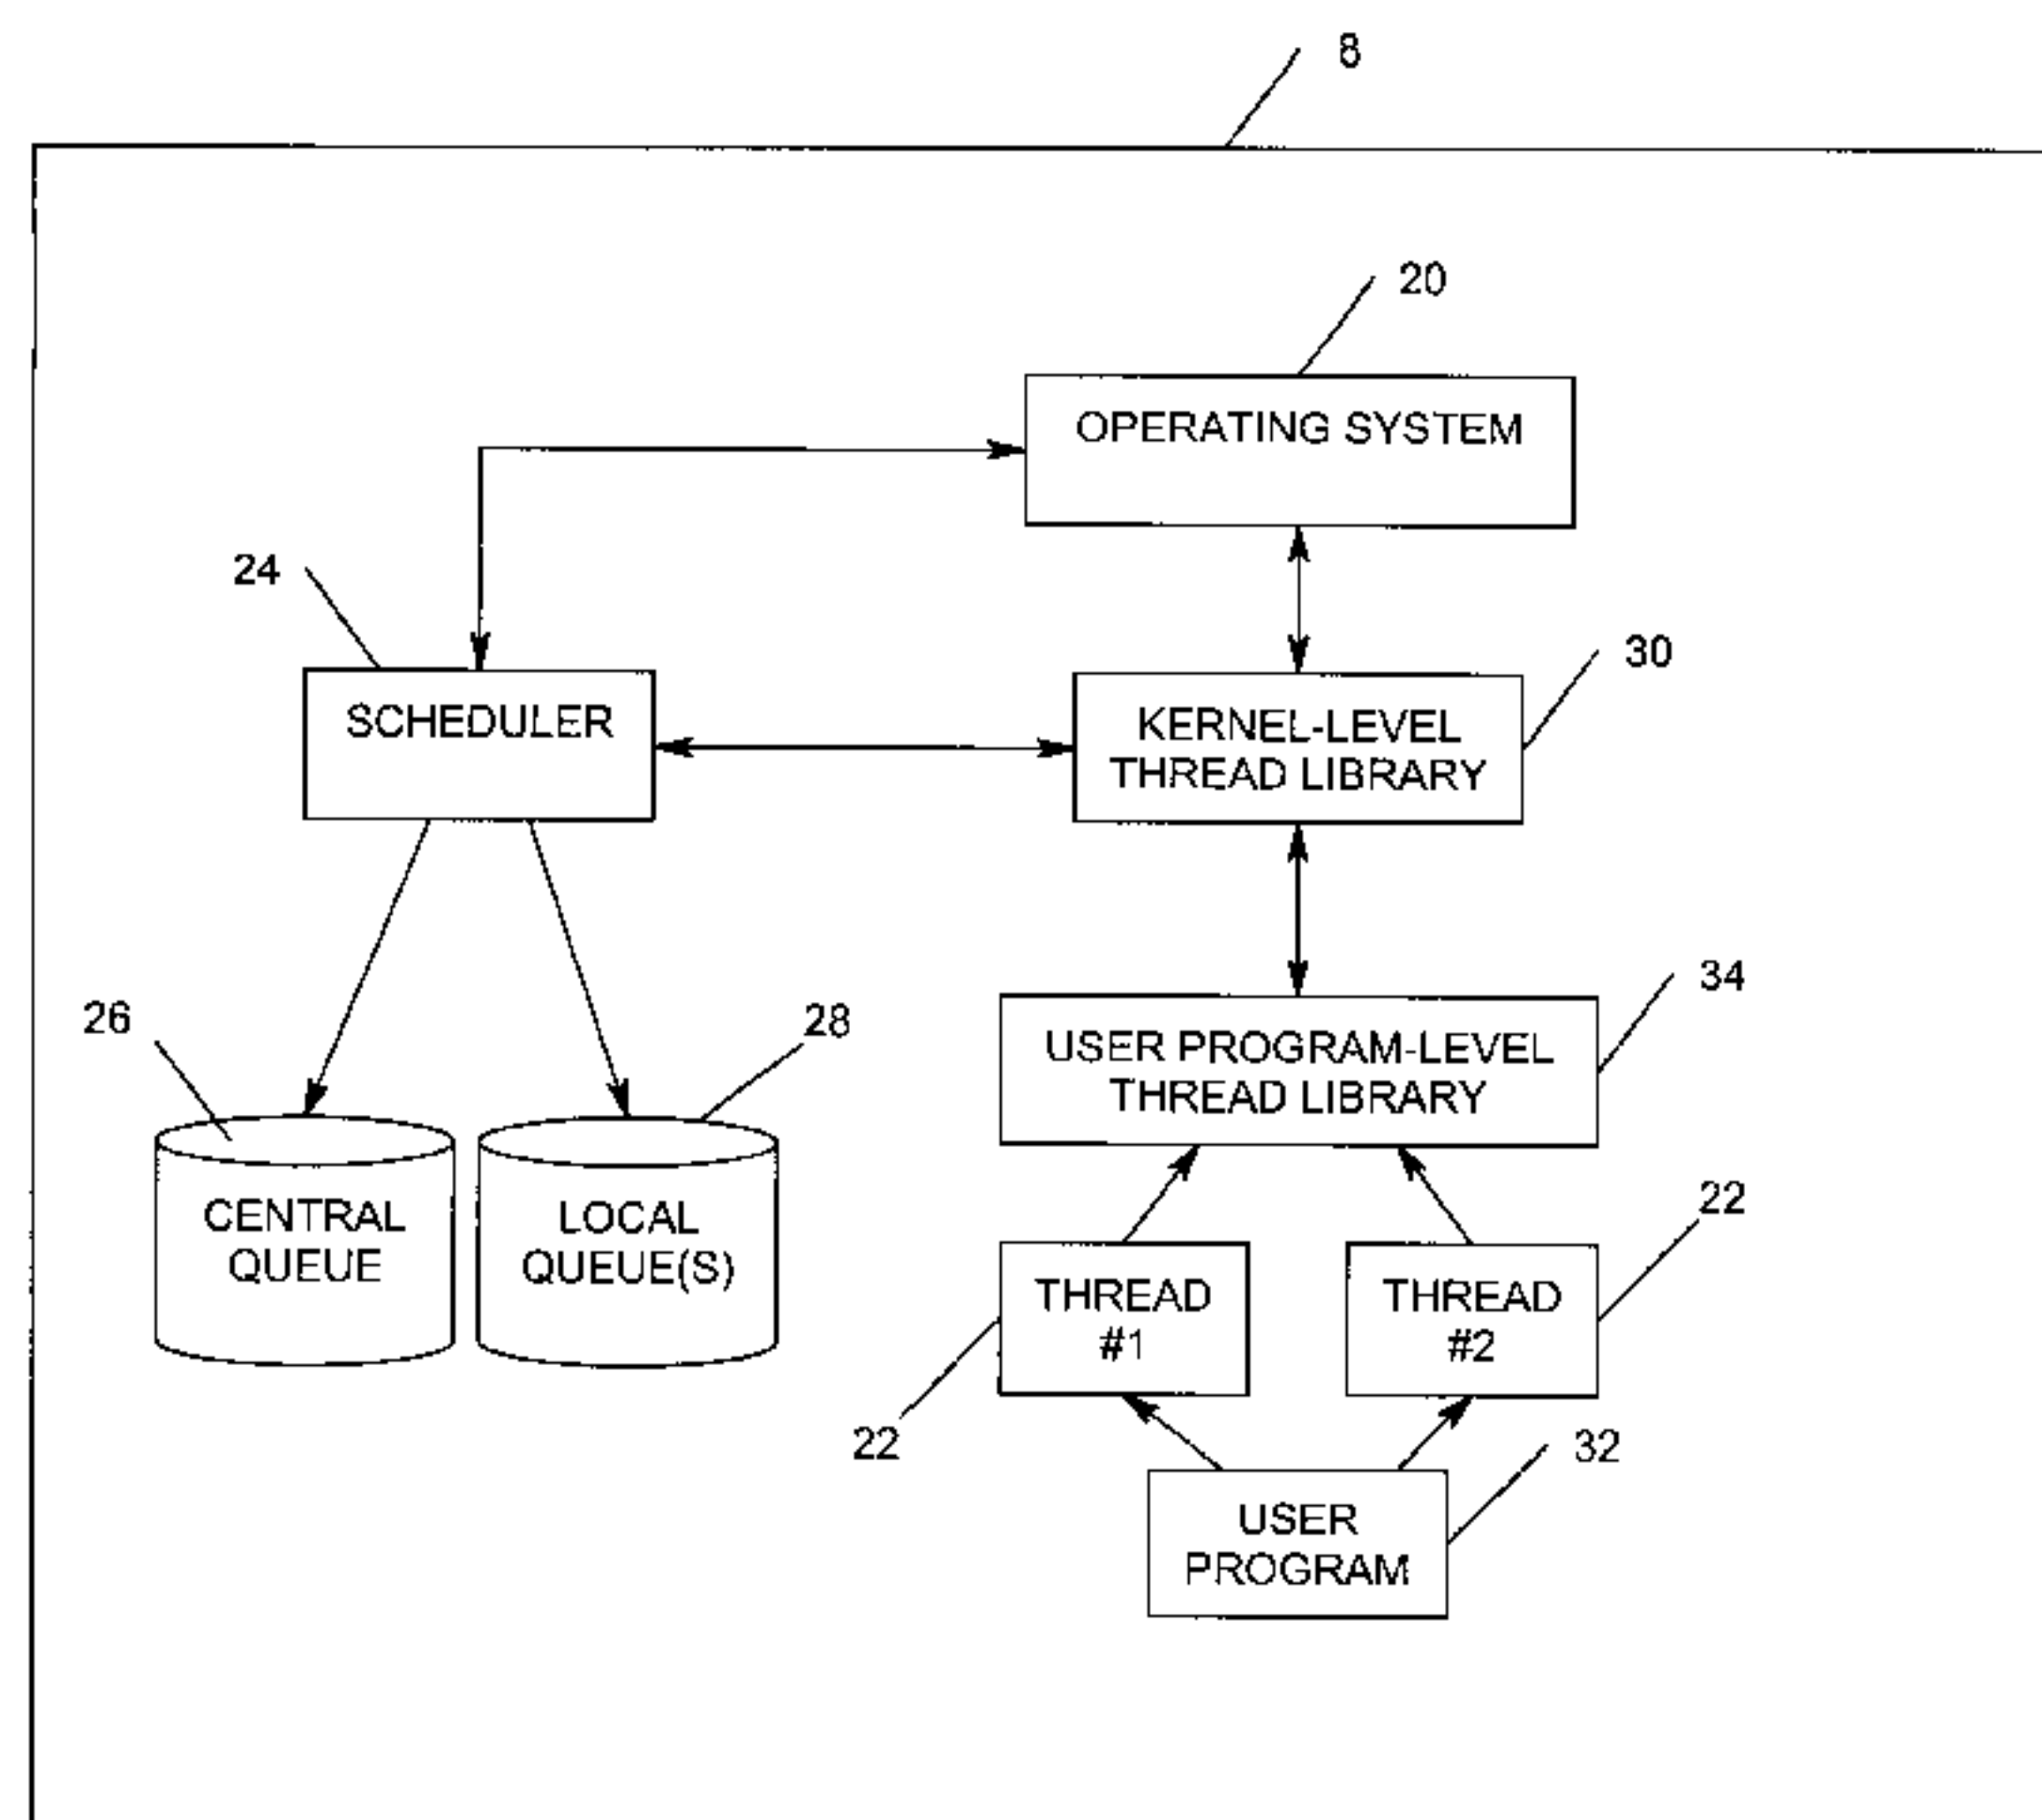 8
20
OPERATING SYSTEM
24
30
SCHEDULER
KERNEL-LEVEL
THREAD LIBRARY
34
26
28
USER PROGRAM-LEVEL
THREAD LIBRARY
22
CENTRAL
QUEUE
LOCAL
QUEUE(S)
THREAD
#1
THREAD
#2
22
32
USER
PROGRAM